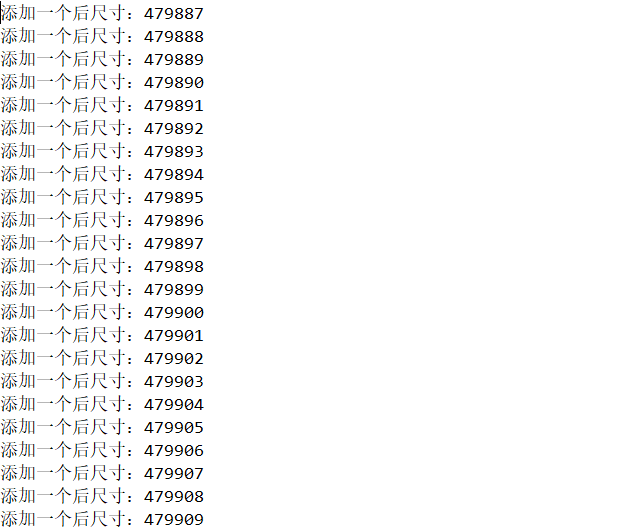 添加一个后尺寸：479887
添加一个后尺寸：479888
添加一个后尺寸：479889
添加一个后尺寸：479890
添加一个后尺寸：479891
添加一个后尺寸：479892
添加一个后尺寸：479893
添加一个后尺寸：479894
添加一个后尺寸：479895
添加一个后尺寸：479896
添加一个后尺寸：479897
添加一个后尺寸：479898
添加一个后尺寸：479899
添加一个后尺寸：479900
添加一个后尺寸：479901
添加一个后尺寸：479902
添加一个后尺寸：479903
添加一个后尺寸：479904
添加一个后尺寸：479905
添加一个后尺寸：479906
添加一个后尺寸：479907
添加一个后尺寸：479908
添加一个后尺寸：479909